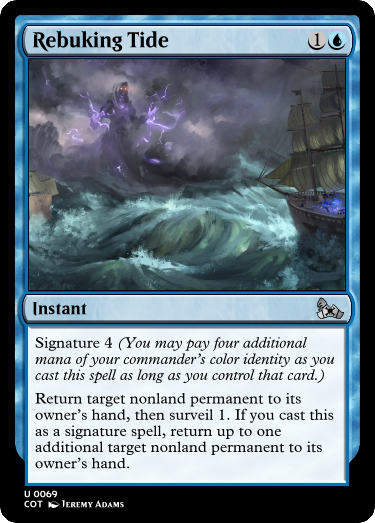 Rebuking Tide 1
Instant
Signature 4 (You may pay four additional
mana of your commander's color identity as you
cast this spell as long as you control that card.)
Return target nonland permanent to its
owner's hand, then surveil 1. If you cast this
as a signature spell, return up to one
additional target nonland permanent to its
owner's hand.
U 0069
COT Jeremy Adams